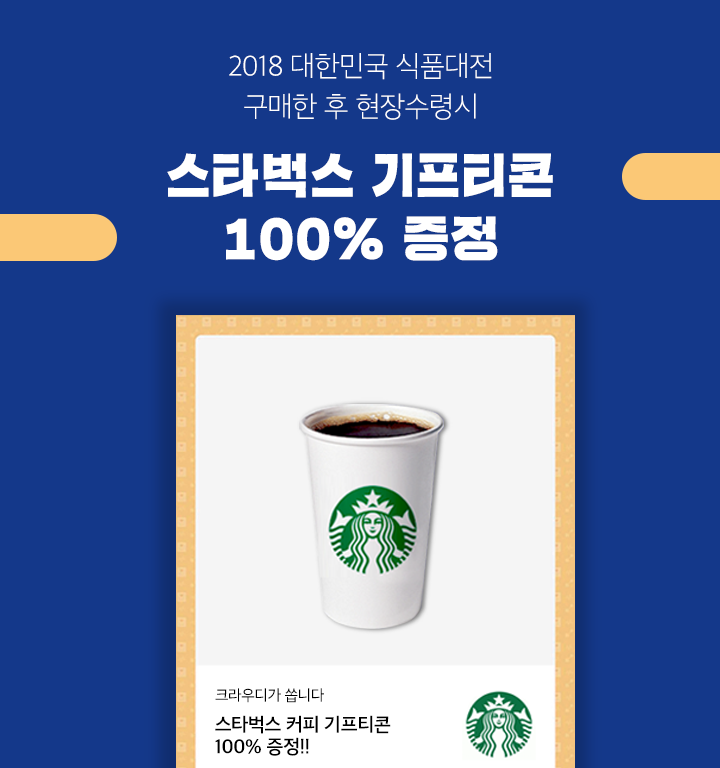 2018 대한민국 식품대전
구매한 후 현장수령시
스타벅스 기프티콘
100% 증정
크라우디가 쏩니다
스타벅스 커피 기프티콘
100% 증정!!